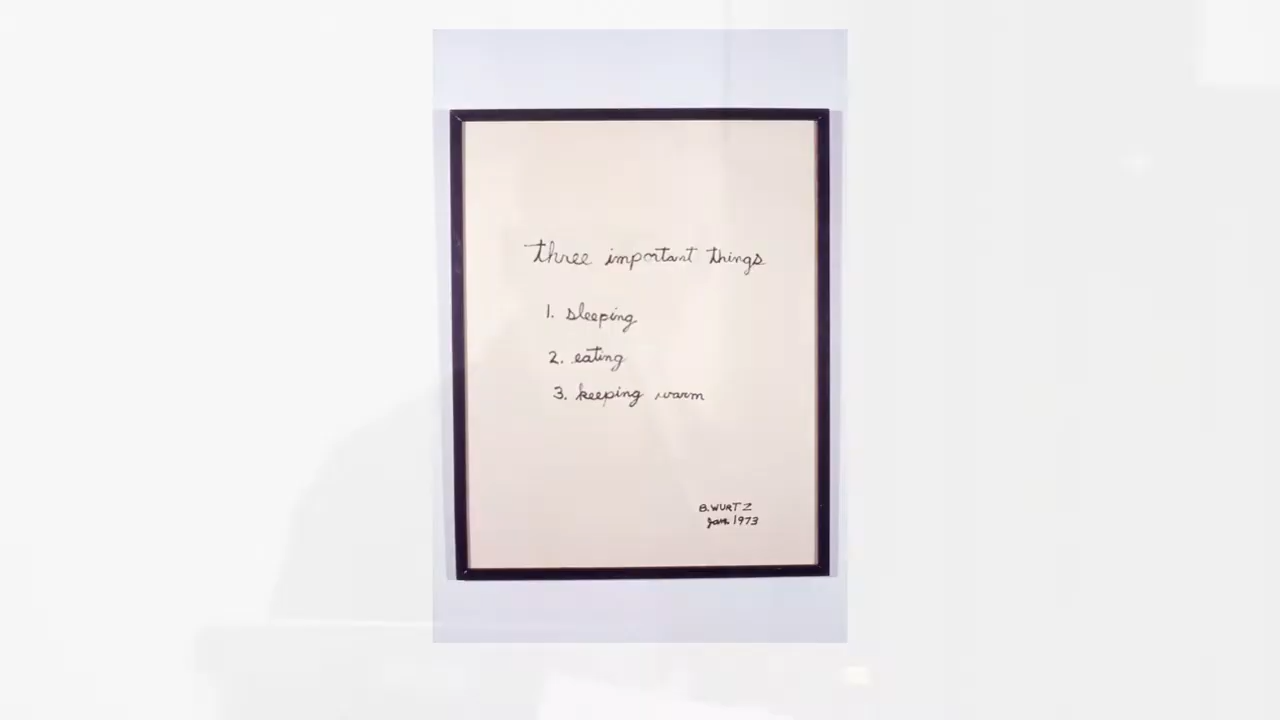 three important things
1. sleeping
2. eating
3. keeping warm
B. WURTZ
Jan. 1973